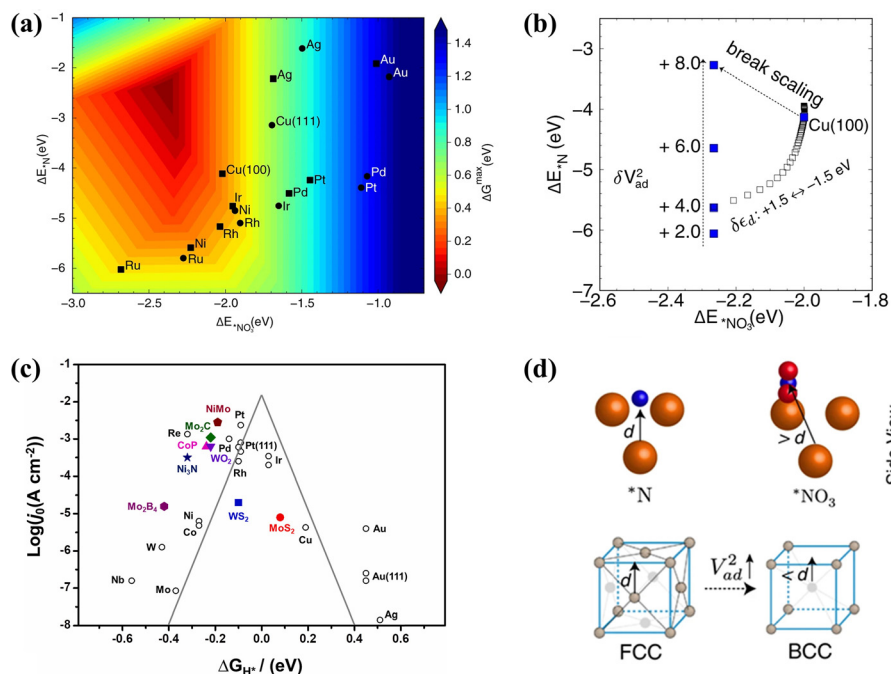 (a)
-1
-2
-3
-4
-5
-6
ΔE*N(eV)
-3.0
-2.5
-2.0
-1.5
-1.0
ΔE*NO3(eV)
Ag
Ag
Au
Au
Cu(111)
Cu(100)
Pt
Pd
Pd
Pt
Ir
Ni
Ir
Rh
Rh
Ni
Ru
Ru
1.4
1.2
1.0
0.8
0.6
0.4
0.2
0.0
ΔGmax (eV)
(b)
-3
-4
-5
-6
-7
ΔE*N (eV)
-2.6
-2.4
-2.2
-2.0
ΔE*NO3 (eV)
+ 8.0
+ 6.0
+ 4.0
+ 2.0
δV²ad
break scaling
Cu(100)
δϵd: +1.5 ↔ -1.5 eV
(c)
Log(j0(A cm-2))
-1
-2
-3
-4
-5
-6
-7
-8
-0.6
-0.4
-0.2
0.0
0.2
0.4
0.6
ΔGH* / (eV)
NiMo
Pt
Mo2C
Re
CoP
Pd
Pt(111)
WO2
Ni3N
Rh
Ir
Mo2B4
WS2
MoS2
Ni
Co
Cu
Au
W
Nb
Mo
Au(111)
Ag
(d)
d
*N
> d
*NO3
Side View
d
V²ad
< d
FCC
BCC